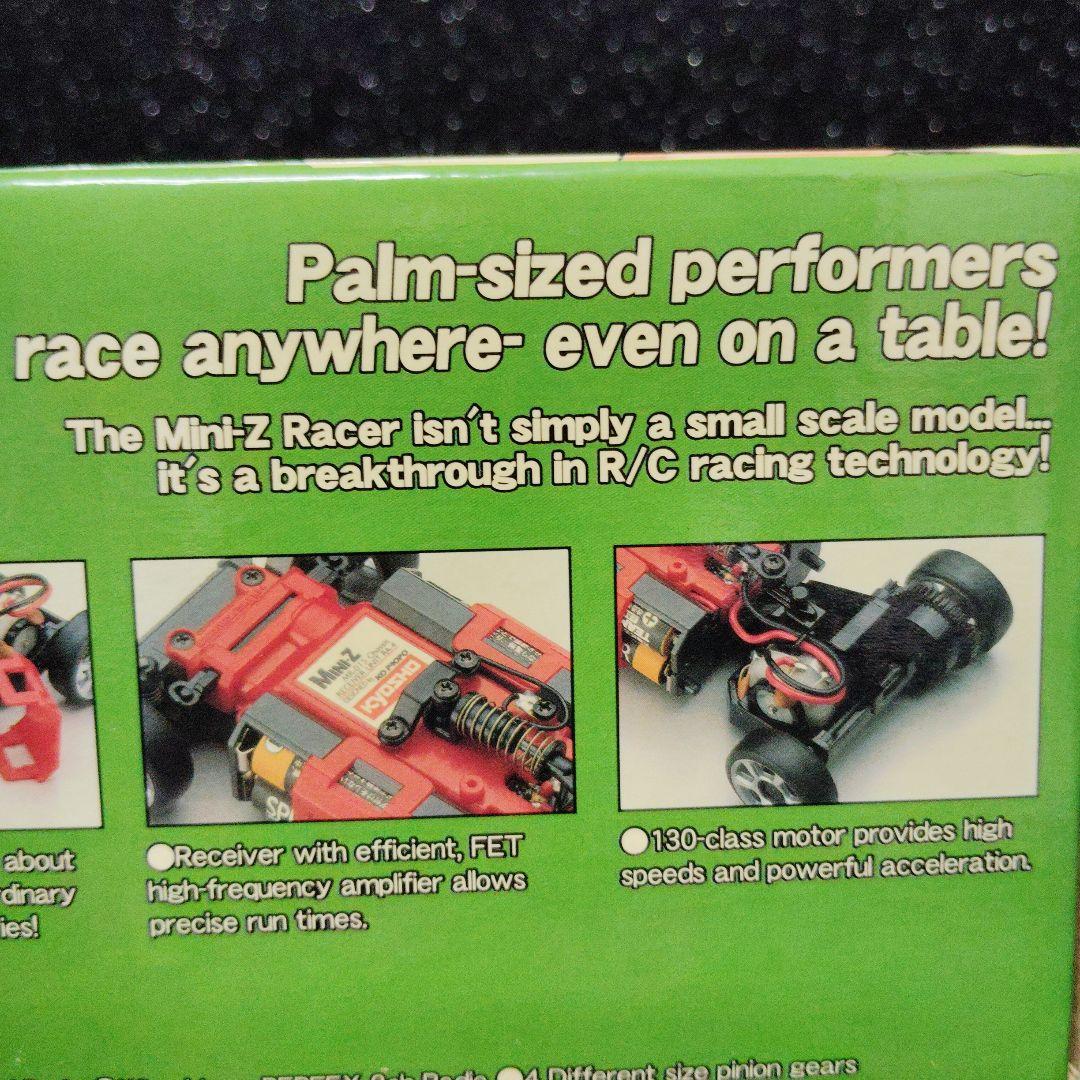 Palm-sized performers
race anywhere- even on a table!
The Mini-Z Racer isn't simply a small scale model...
it's a breakthrough in R/C racing technology!
MINI-Z
KYOSHO
SP
about
dinary
ies!
●Receiver with efficient, FET
high-frequency amplifier allows
precise run times.
●130-class motor provides high
speeds and powerful acceleration.
●4 Different size pinion gears